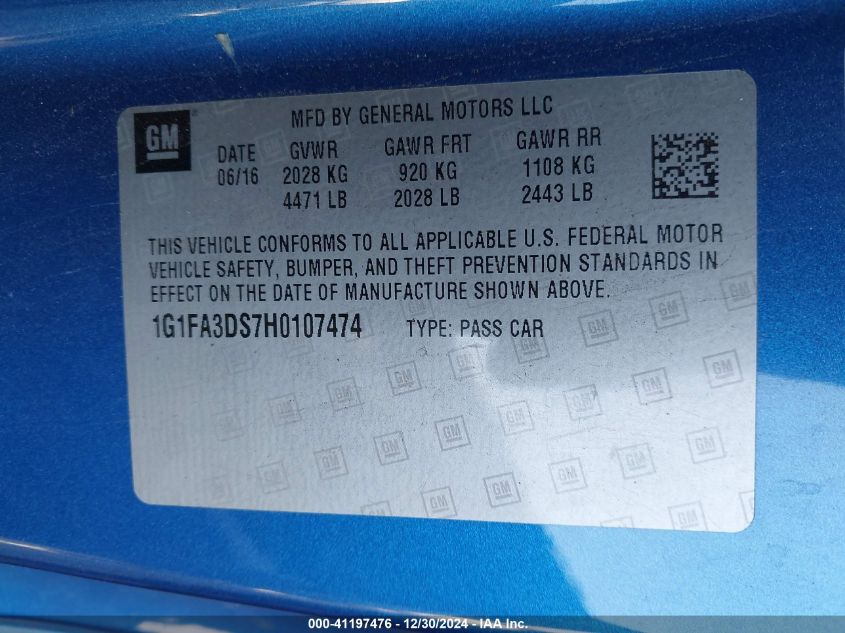 GM
MFD BY GENERAL MOTORS LLC
DATE GVWR GAWR FRT GAWR RR
06/16 2028 KG 920 KG 1108 KG
4471 LB 2028 LB 2443 LB
THIS VEHICLE CONFORMS TO ALL APPLICABLE U.S. FEDERAL MOTOR
VEHICLE SAFETY, BUMPER, AND THEFT PREVENTION STANDARDS IN
EFFECT ON THE DATE OF MANUFACTURE SHOWN ABOVE.
1G1FA3DS7H0107474 TYPE: PASS CAR
000-41197476 - 12/30/2024 - IAA, Inc.